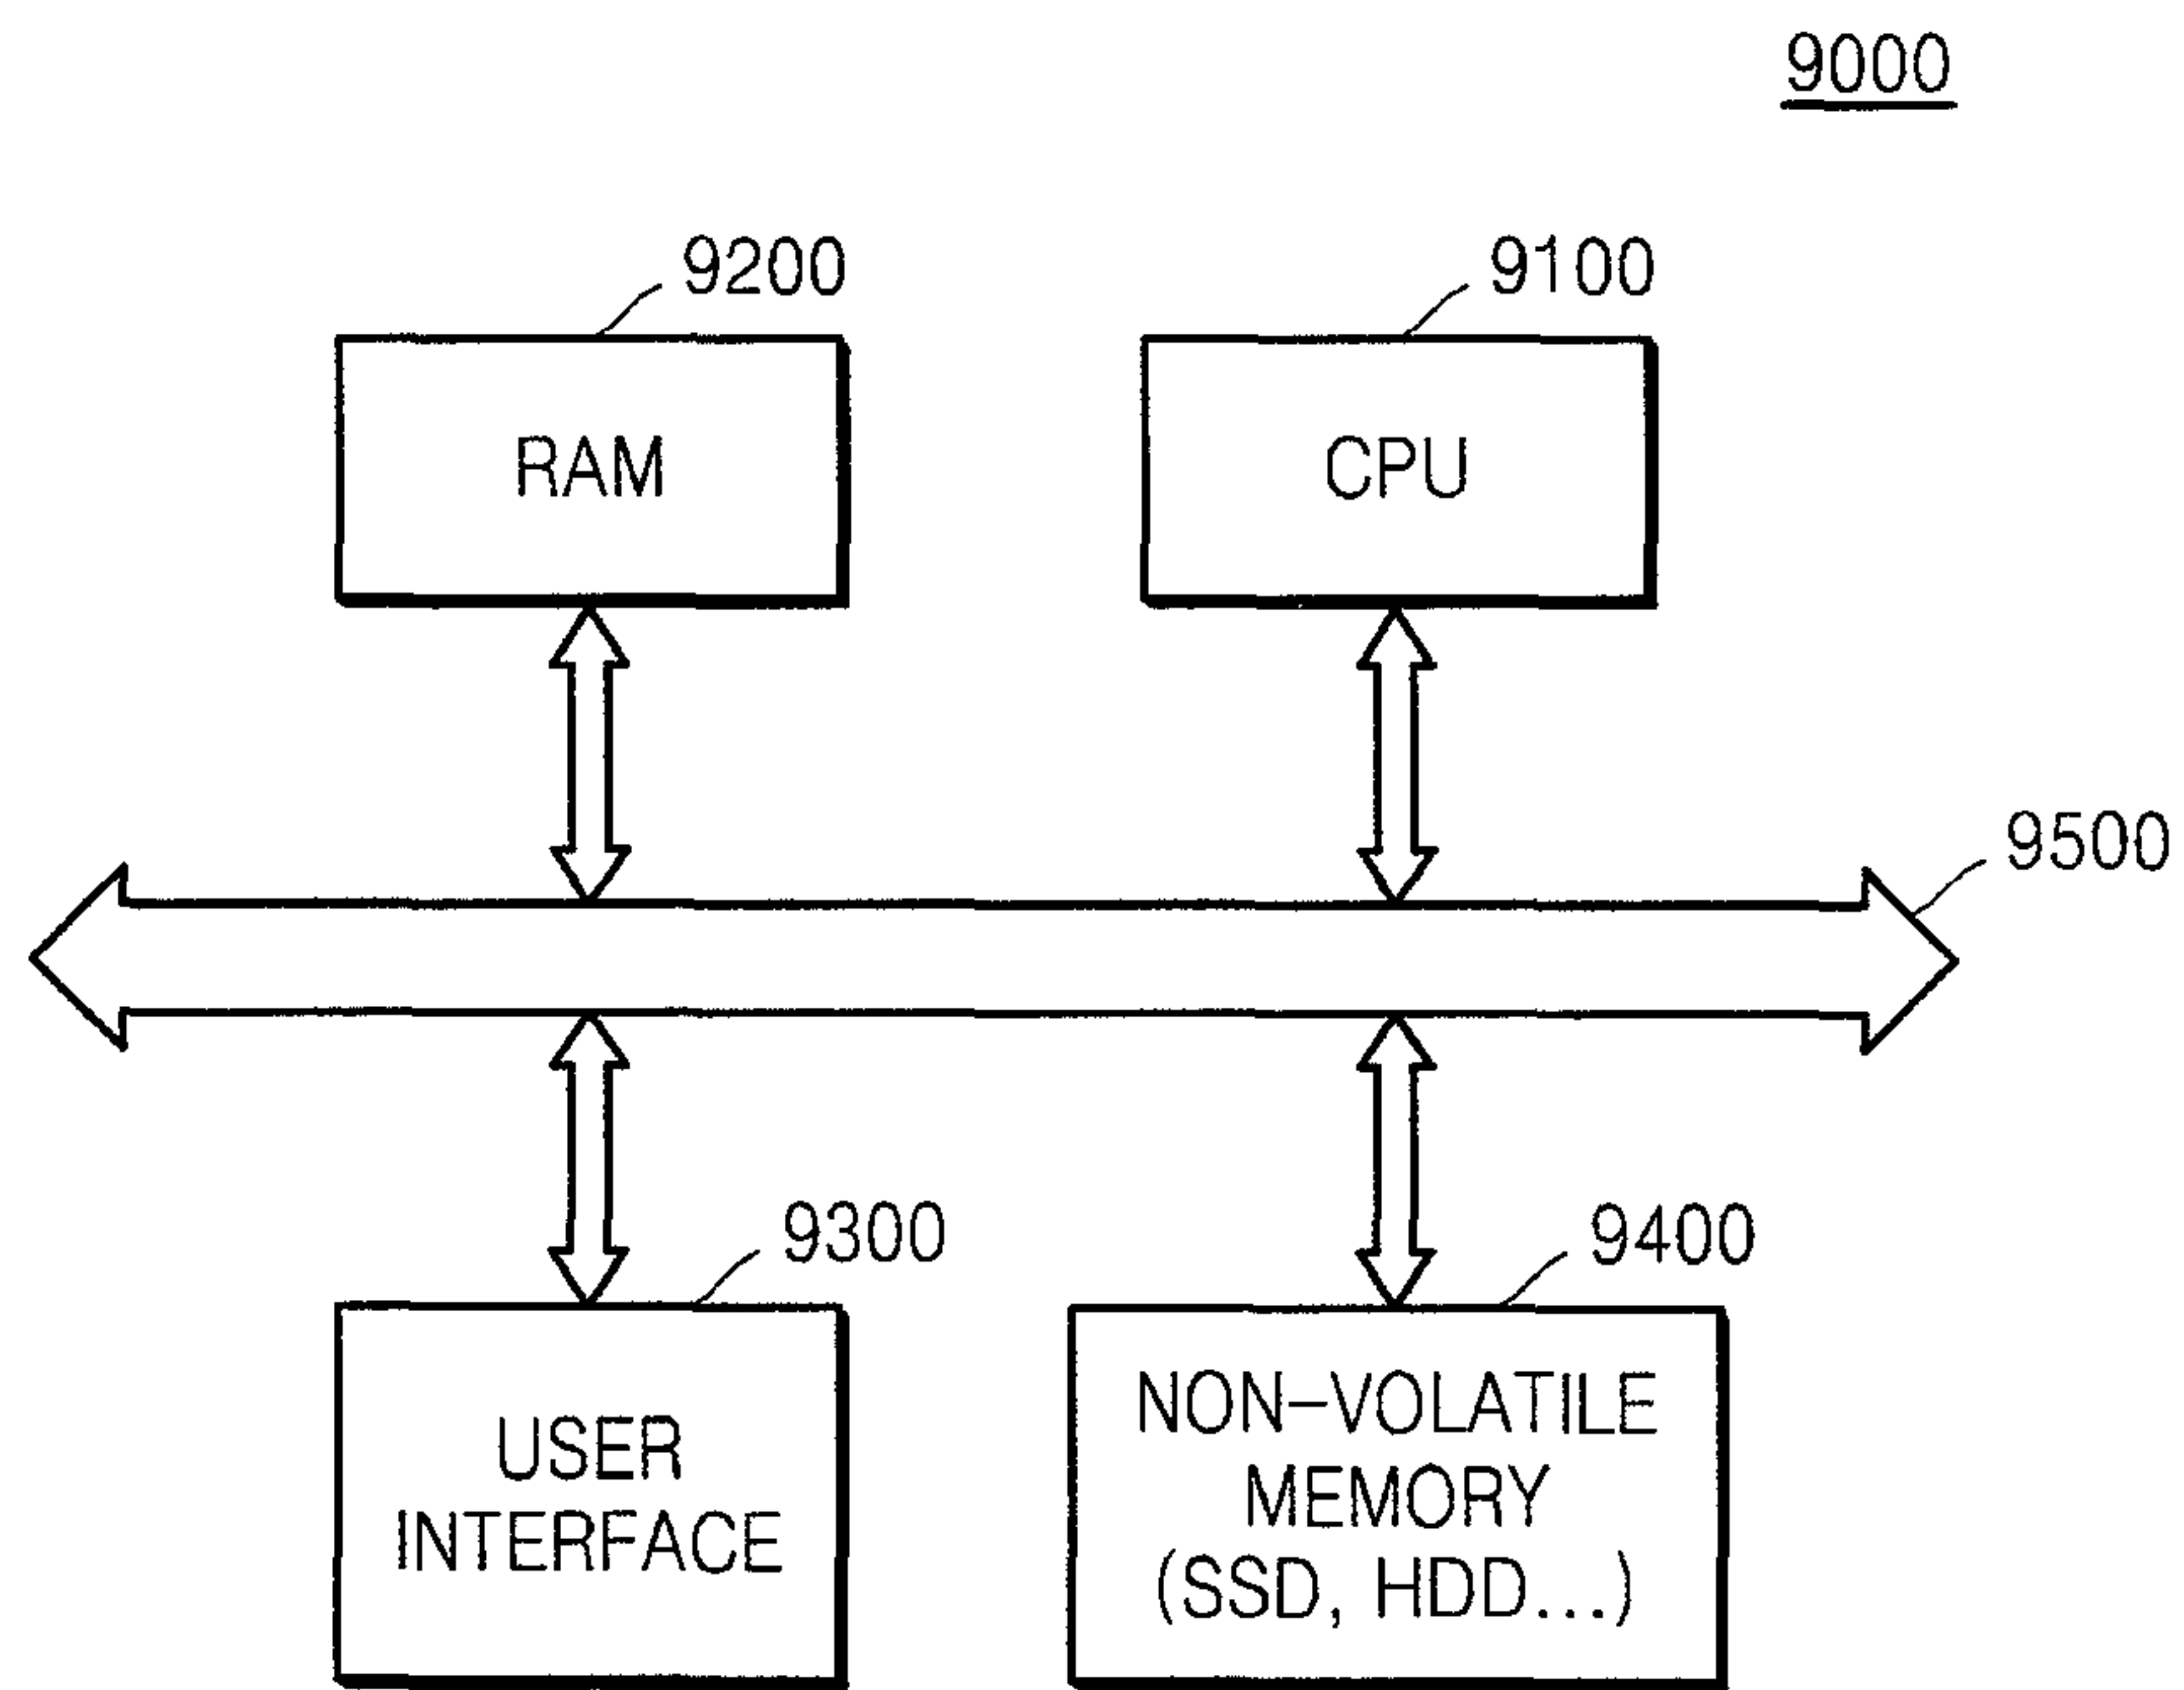 9000
9200
9100
RAM
CPU
9500
9300
9400
USER
INTERFACE
NON-VOLATILE
MEMORY
(SSD, HDD...)